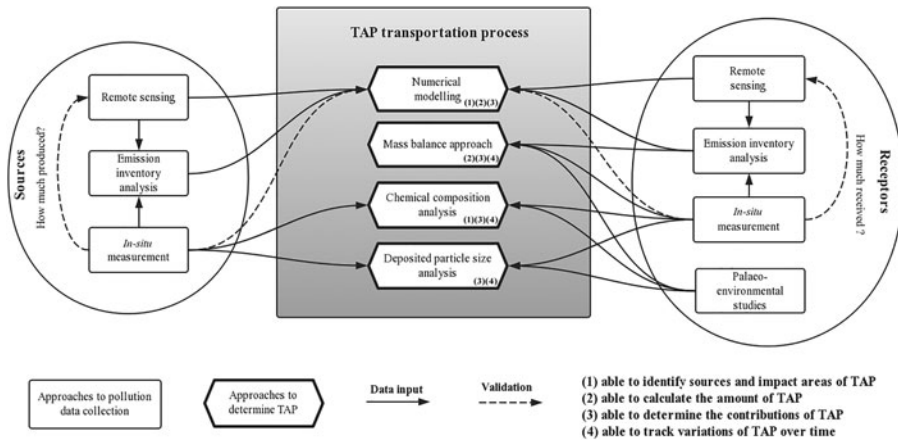 TAP transportation process
Sources
How much produced?
Remote sensing
Emission
inventory
analysis
In-situ
measurement
Numerical
modelling
(1)(2)(3)
Mass balance approach
(2)(3)(4)
Chemical composition
analysis
(1)(3)(4)
Deposited particle size
analysis
(3)(4)
Remote
sensing
Emission inventory
analysis
In-situ
measurement
Palaeo-
environmental
studies
How much received ?
Receptors
Approaches to pollution
data collection
Approaches to
determine TAP
Data input
Validation
(1) able to identify sources and impact areas of TAP
(2) able to calculate the amount of TAP
(3) able to determine the contributions of TAP
(4) able to track variations of TAP over time